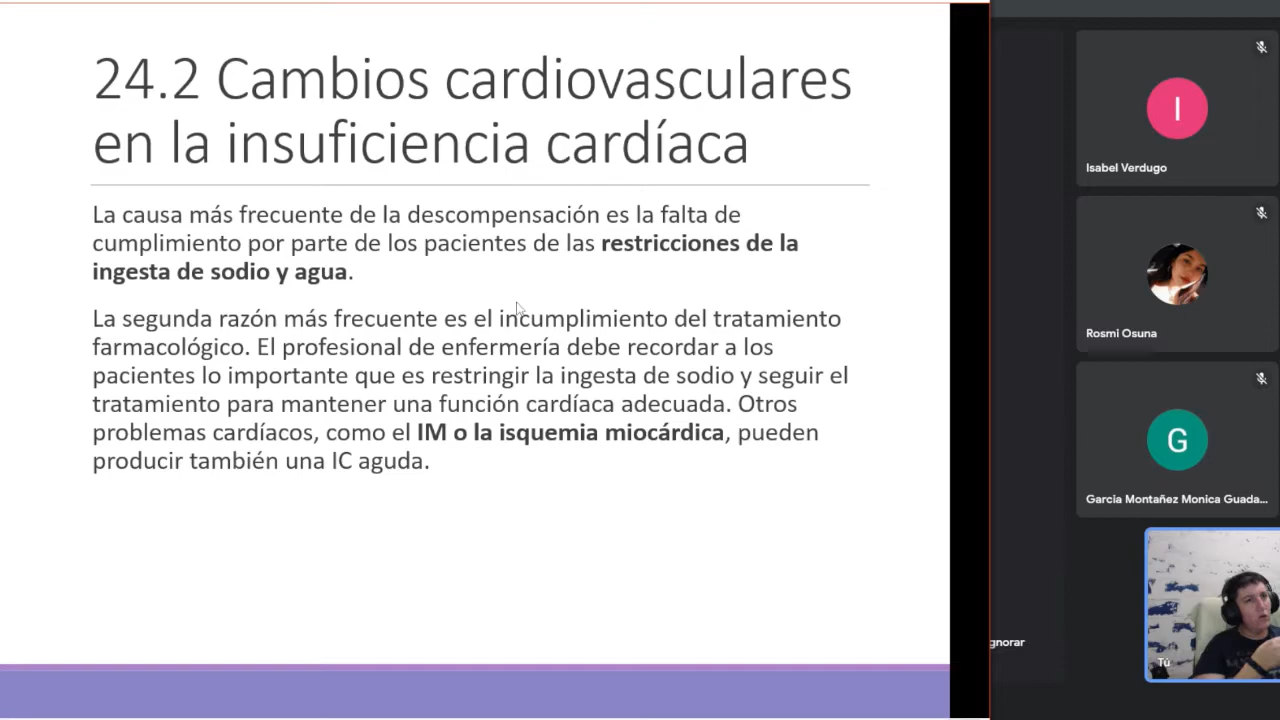 24.2 Cambios cardiovasculares
en la insuficiencia cardíaca
La causa más frecuente de la descompensación es la falta de
cumplimiento por parte de los pacientes de las restricciones de la
ingesta de sodio y agua.
La segunda razón más frecuente es el incumplimiento del tratamiento
farmacológico. El profesional de enfermería debe recordar a los
pacientes lo importante que es restringir la ingesta de sodio y seguir el
tratamiento para mantener una función cardíaca adecuada. Otros
problemas cardíacos, como el IM o la isquemia miocárdica, pueden
producir también una IC aguda.
I
Isabel Verdugo
Rosmi Osuna
G
Garcia Montañez Monica Guada...
gnorar
Tú